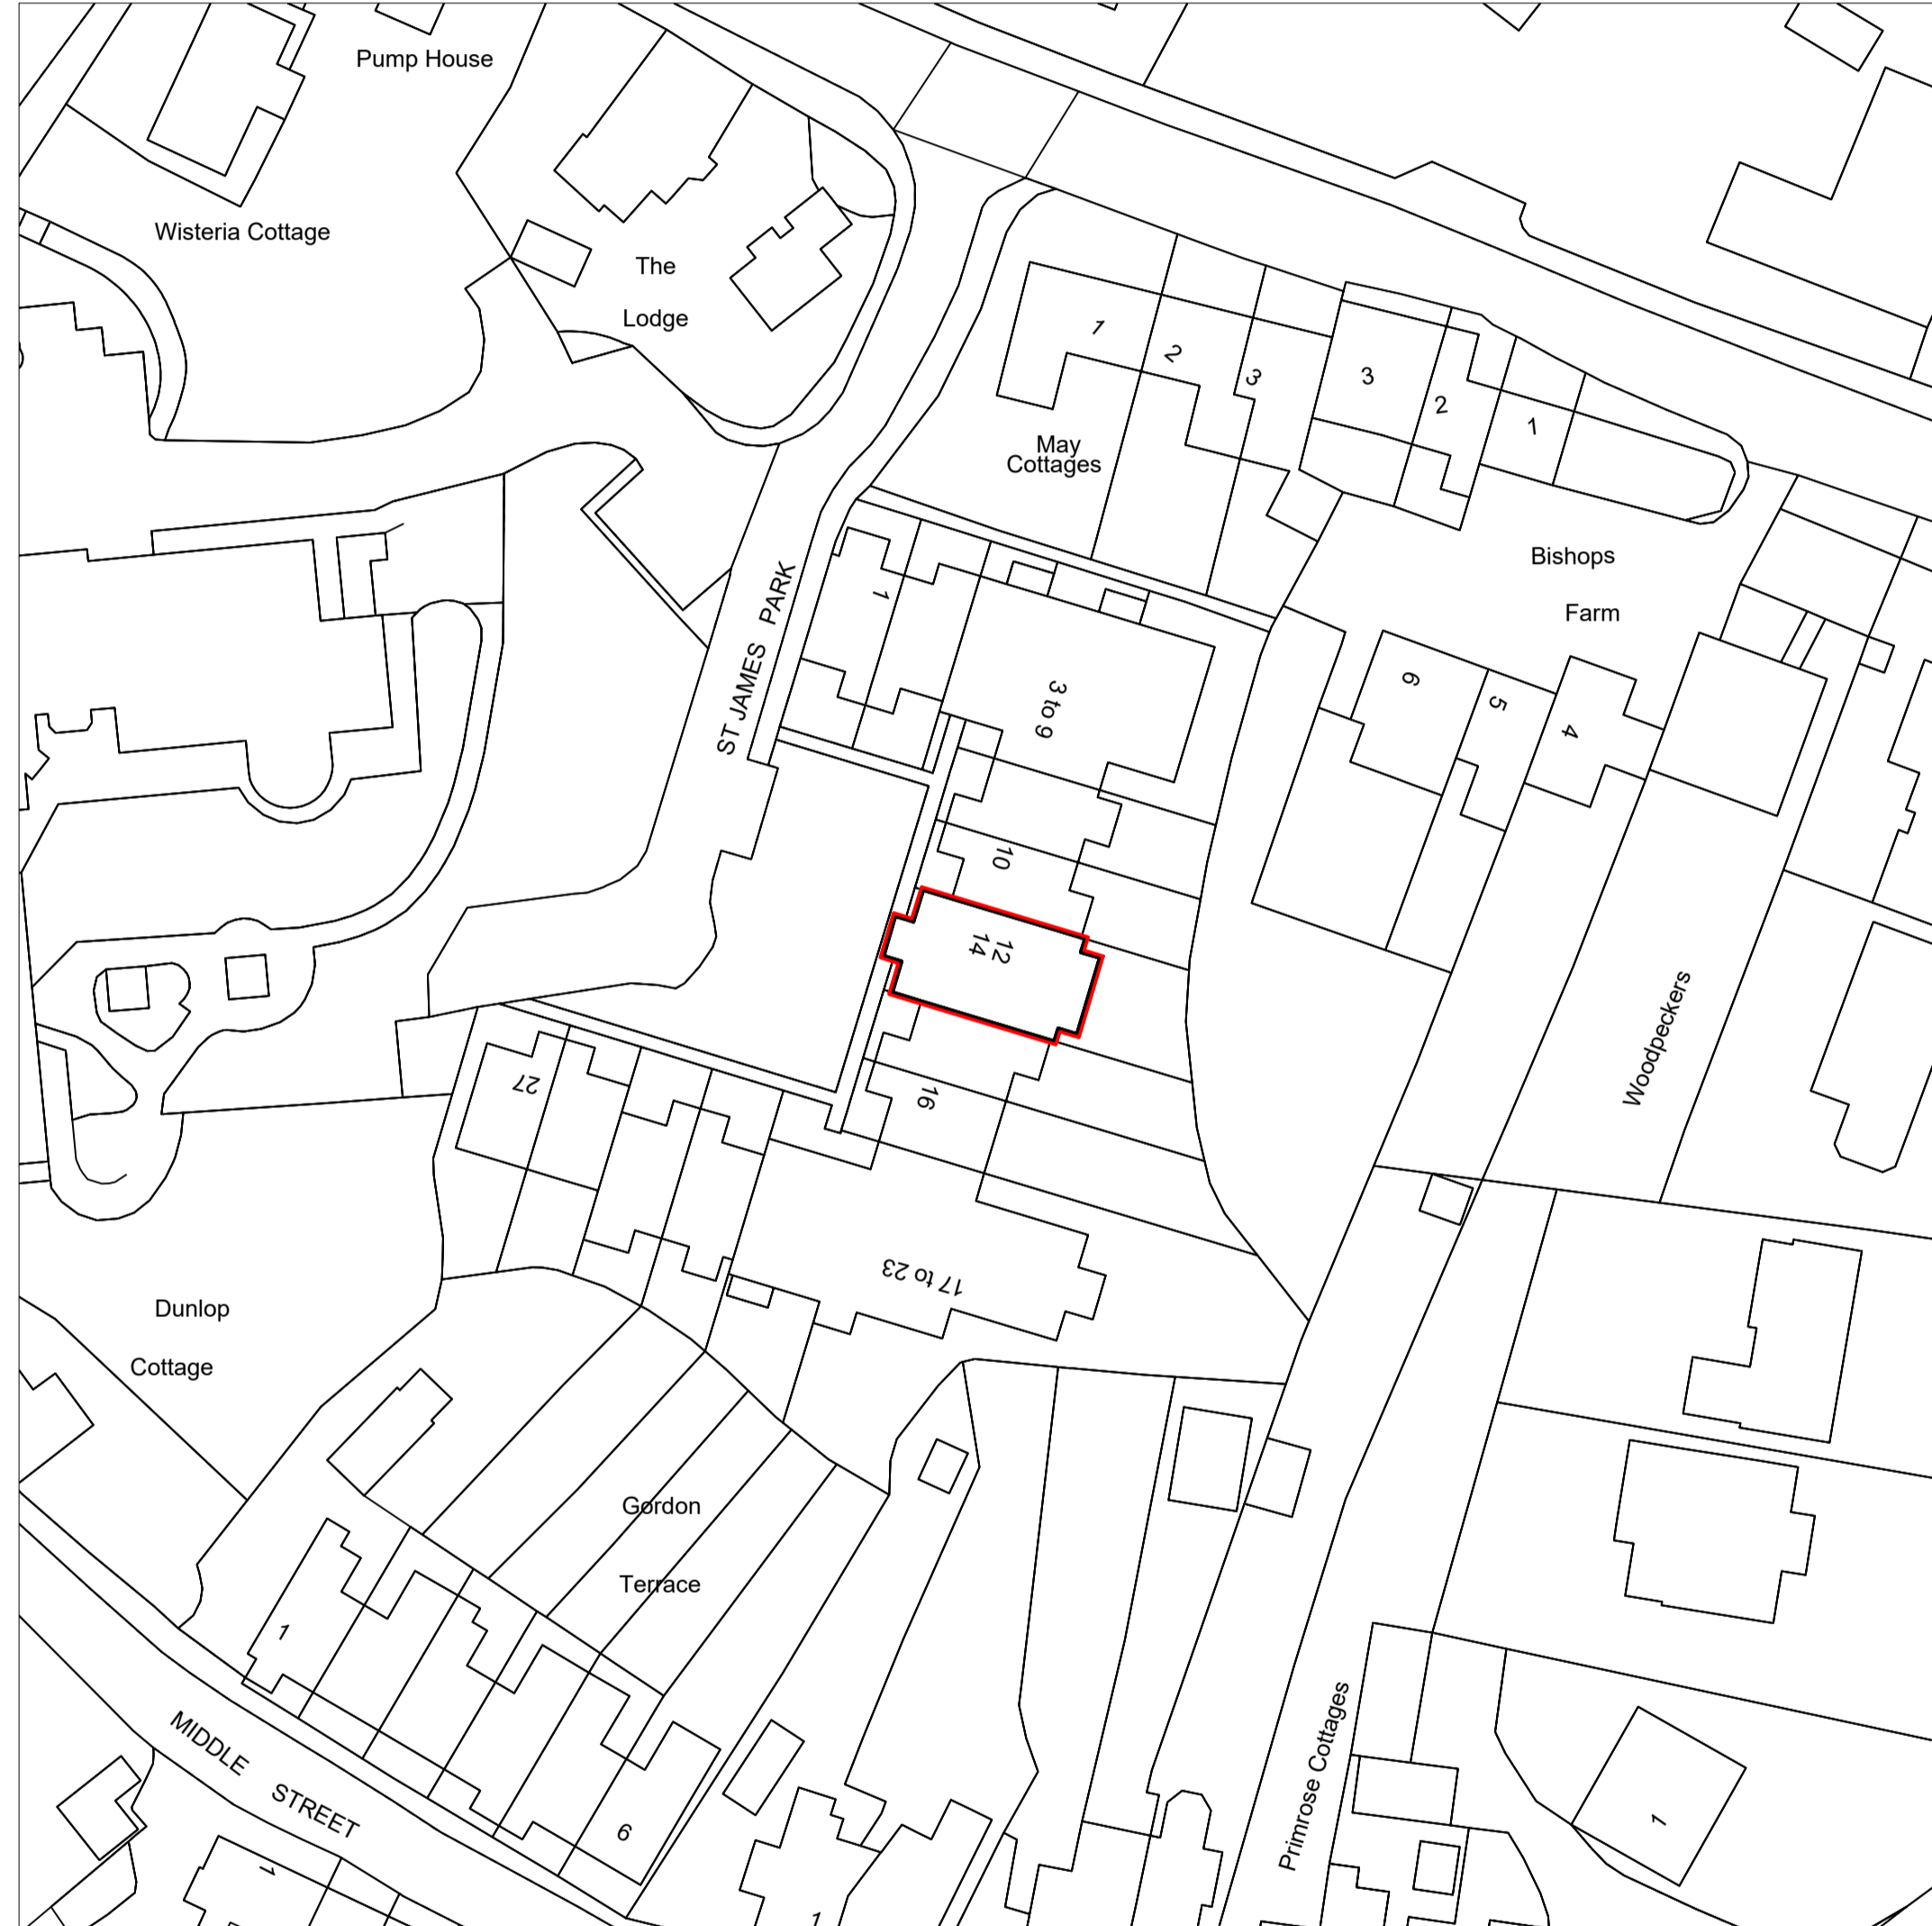 Pump House
Wisteria Cottage
The
Lodge
1
2
3
3
2
1
May
Cottages
Bishops
Farm
ST JAMES PARK
1
3 to 9
6
5
4
10
12
14
16
27
17 to 23
Woodpeckers
Dunlop
Cottage
Gordon
Terrace
1
6
MIDDLE STREET
Primrose Cottages
1
1
1